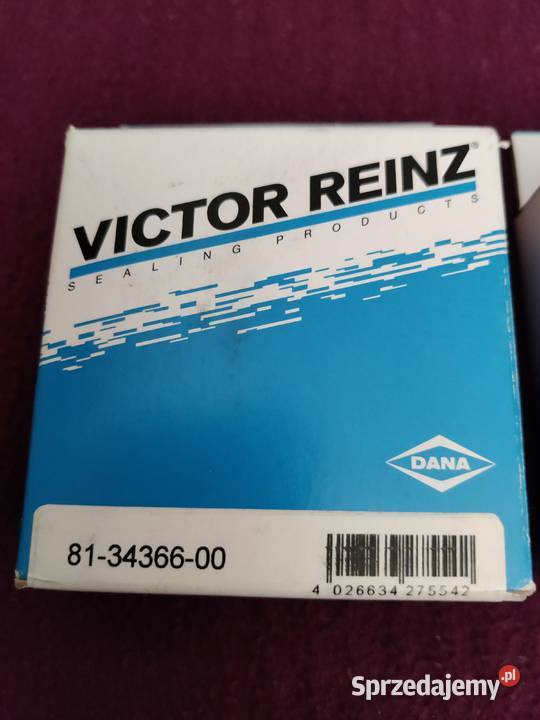 VICTOR REINZ®
SEALING PRODUCTS
DANA
81-34366-00
4 026634 275542
Sprzedajemy.pl